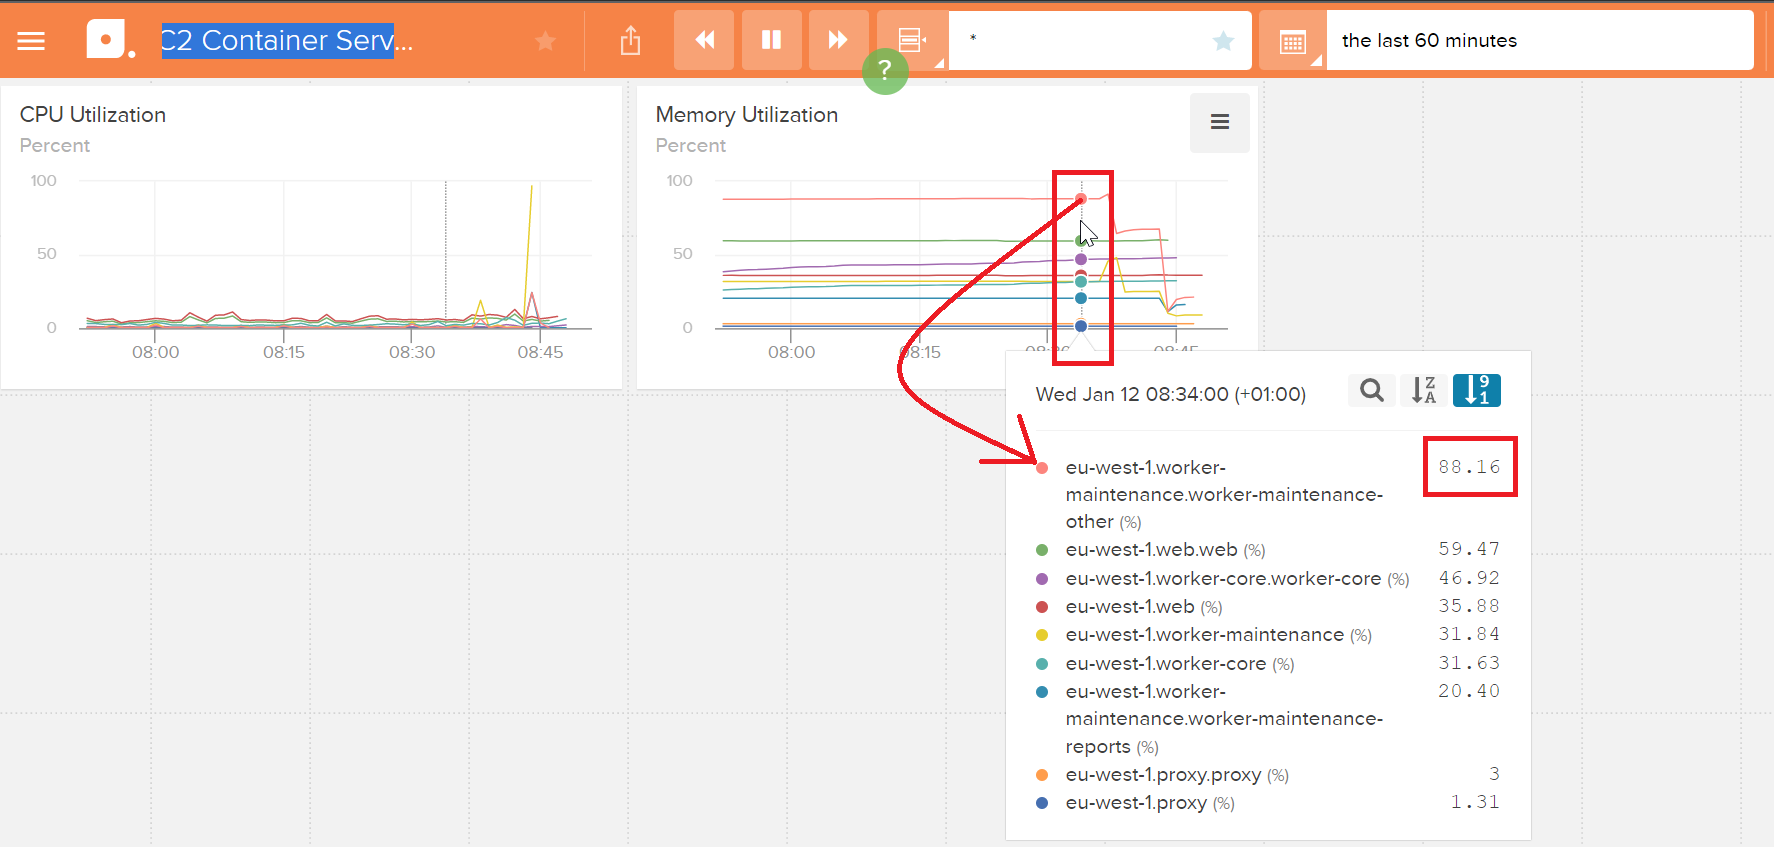 C2 Container Serv...
*
the last 60 minutes
?
CPU Utilization
Percent
100
50
0
08:00
08:15
08:30
08:45
Memory Utilization
Percent
100
50
0
08:00
08:15
08:30
08:45
Wed Jan 12 08:34:00 (+01:00)
Z
A
9
1
eu-west-1.worker-
maintenance.worker-maintenance-
other (%)
88.16
eu-west-1.web.web (%) 59.47
eu-west-1.worker-core.worker-core (%) 46.92
eu-west-1.web (%) 35.88
eu-west-1.worker-maintenance (%) 31.84
eu-west-1.worker-core (%) 31.63
eu-west-1.worker-
maintenance.worker-maintenance-
reports (%)
20.40
eu-west-1.proxy.proxy (%) 3
eu-west-1.proxy (%) 1.31